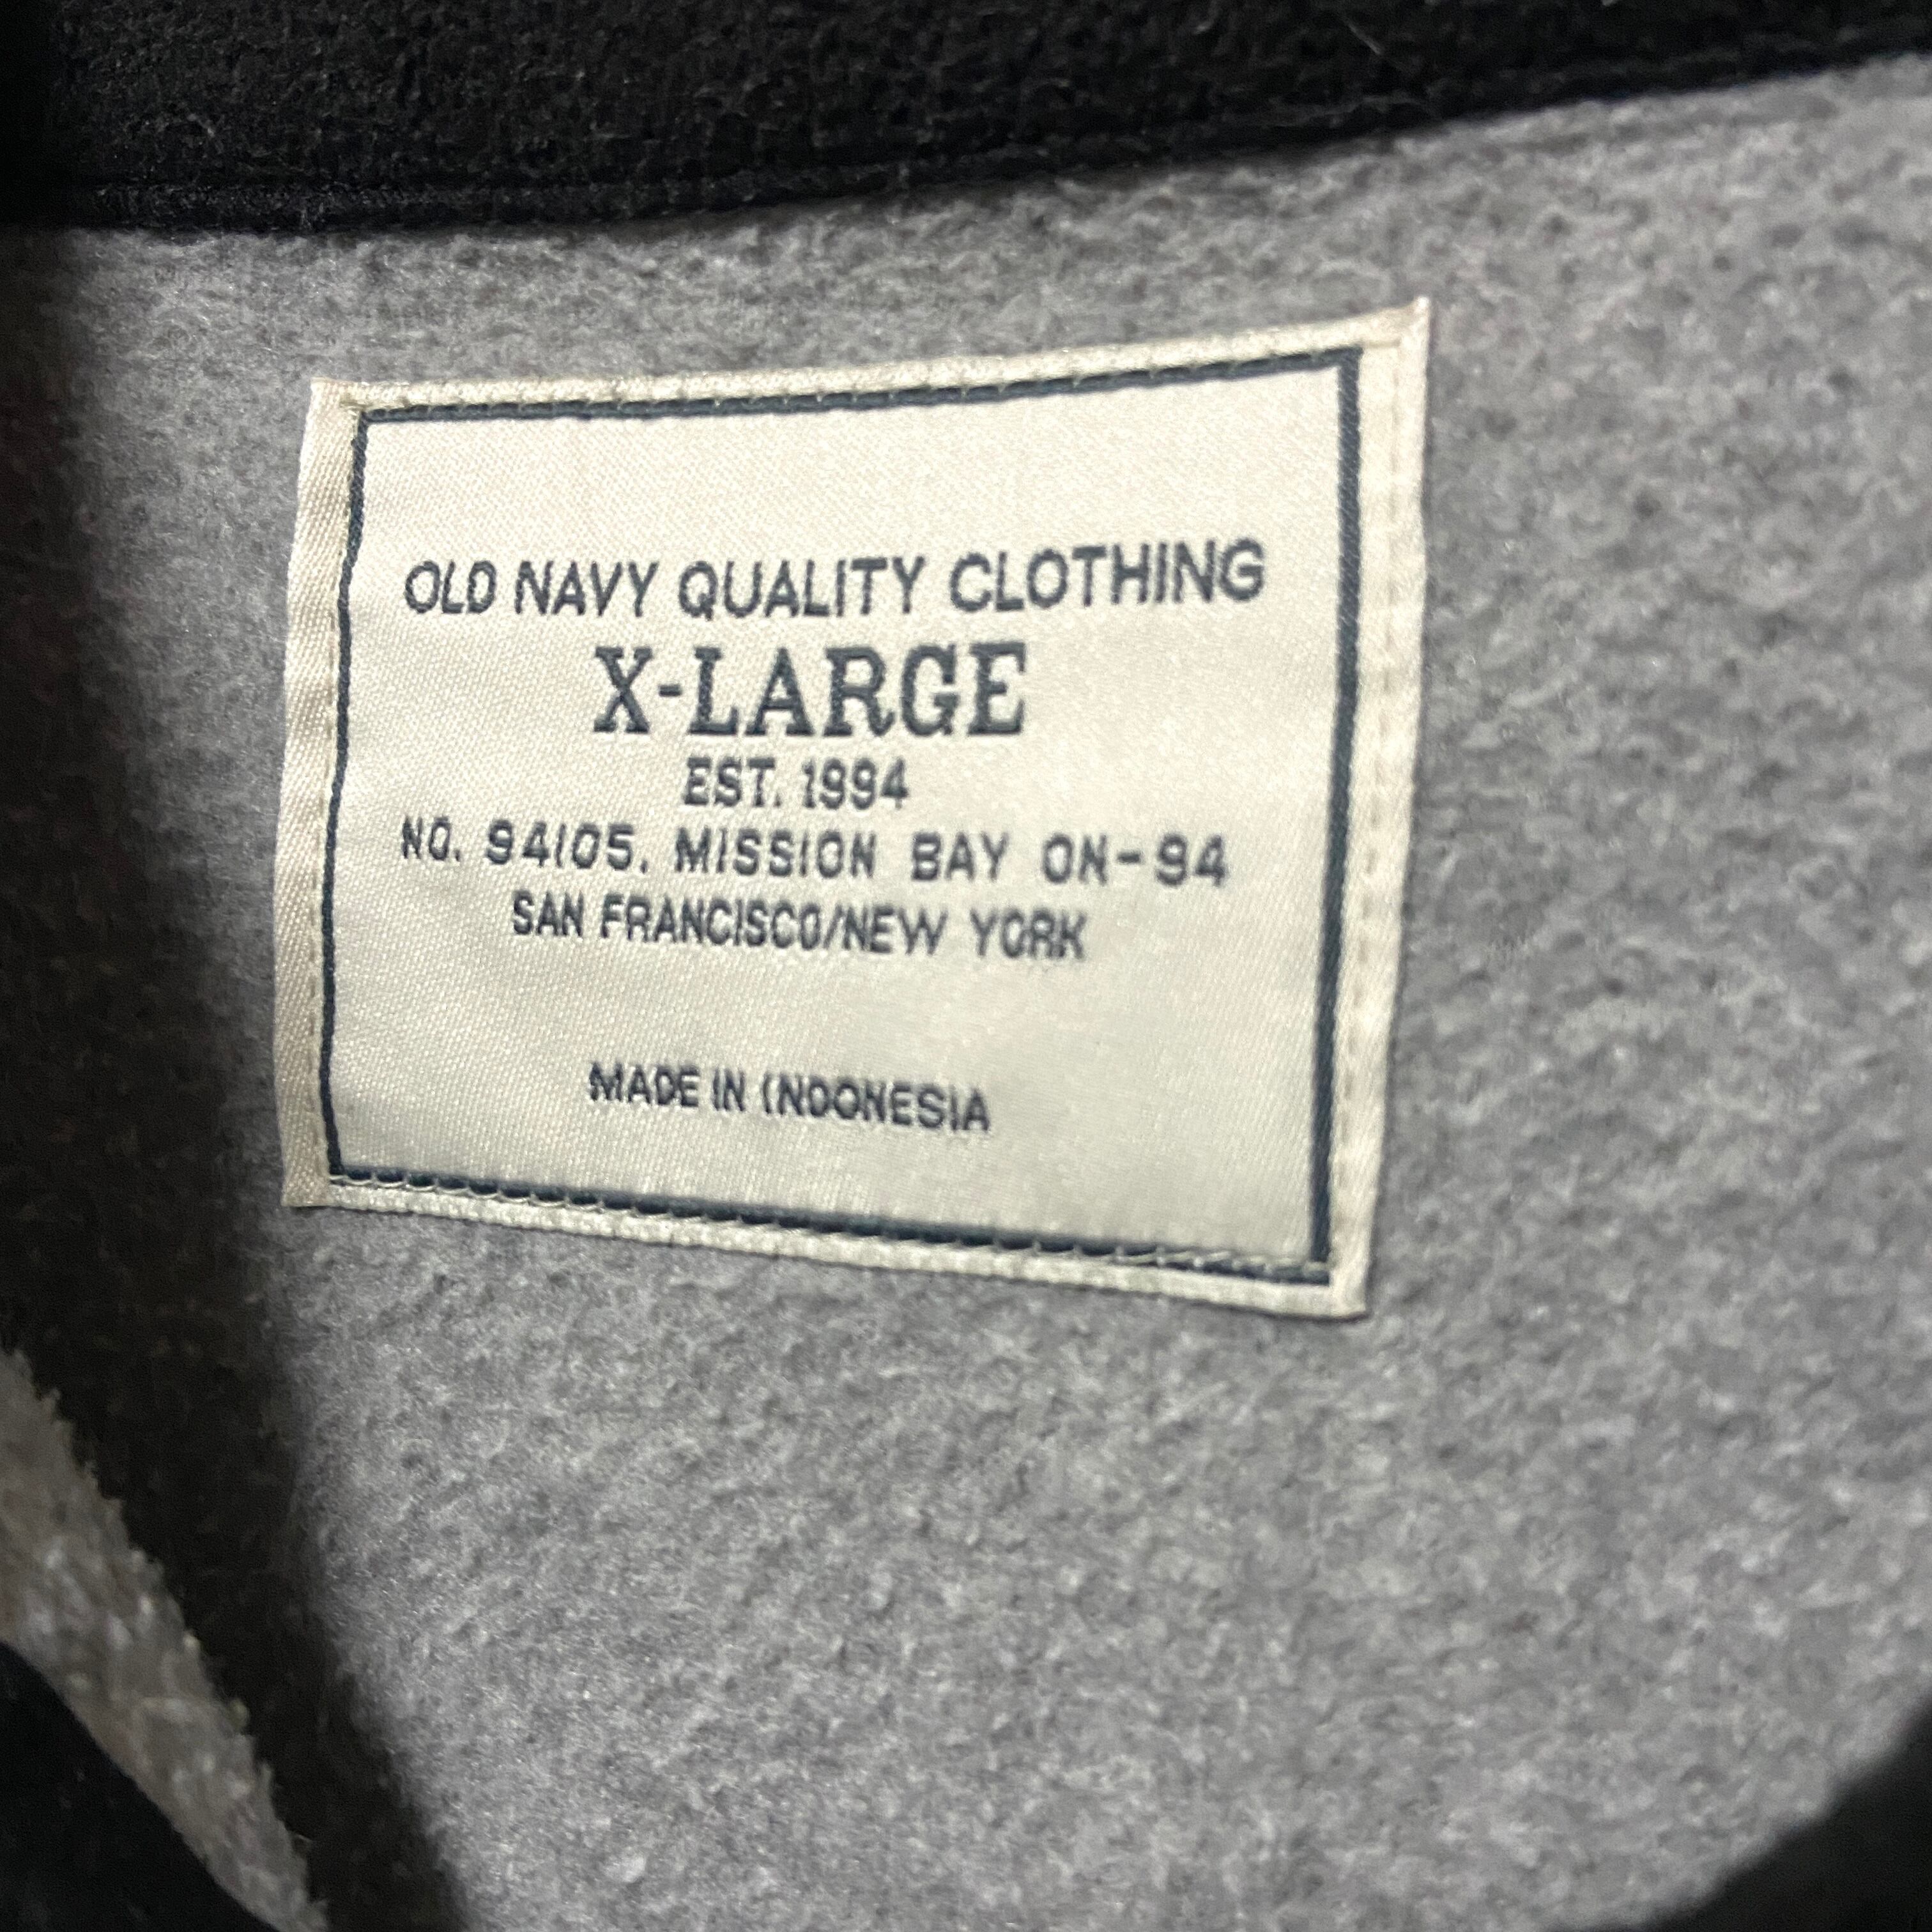 OLD NAVY QUALITY CLOTHING
X-LARGE
EST. 1994
NO. 94105. MISSION BAY ON-94
SAN FRANCISCO/NEW YORK
MADE IN INDONESIA